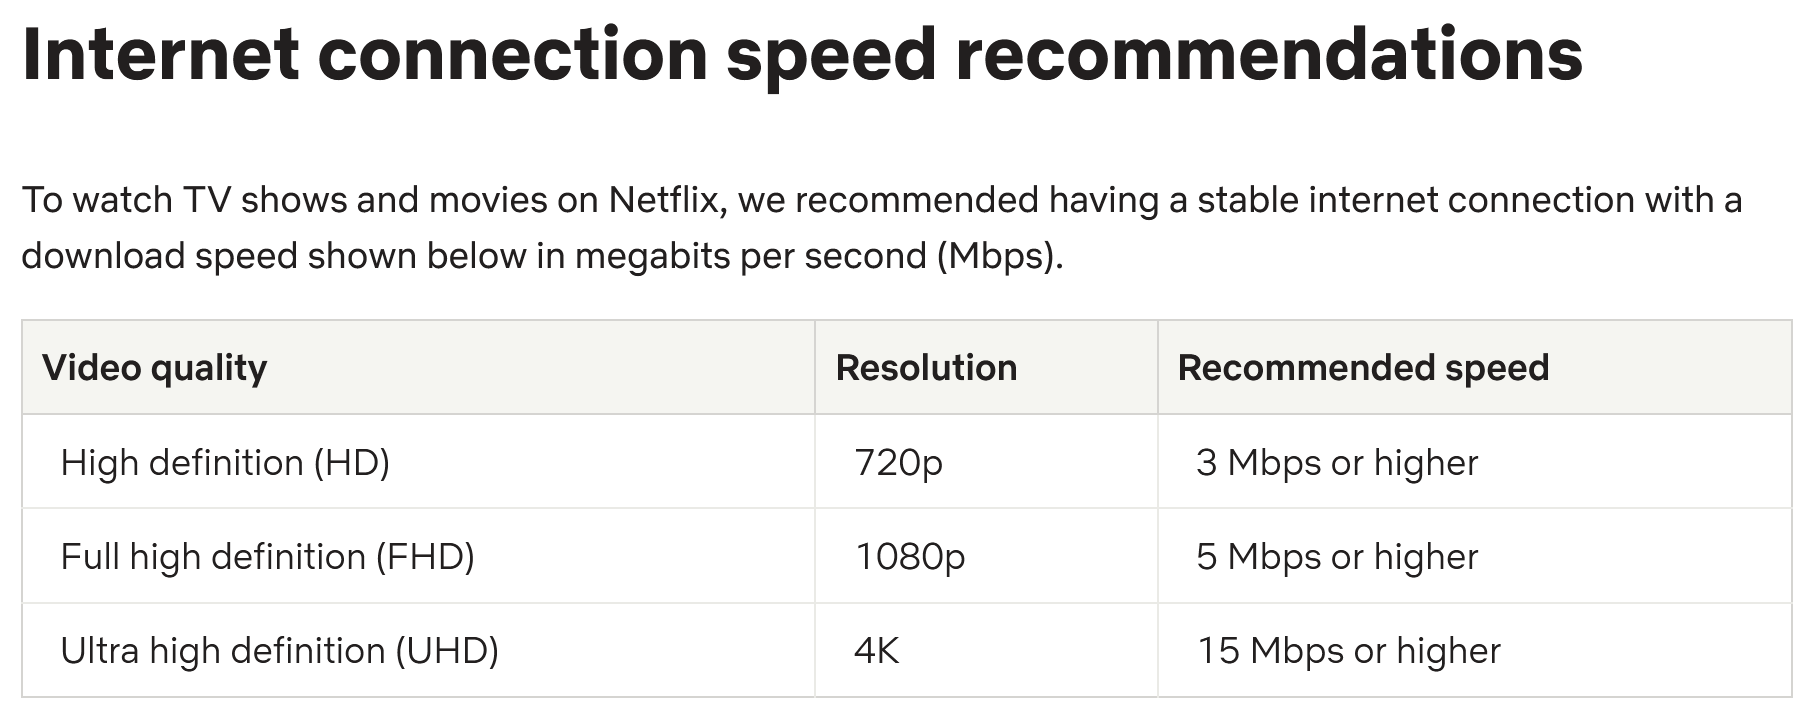 Internet connection speed recommendations
To watch TV shows and movies on Netflix, we recommended having a stable internet connection with a
download speed shown below in megabits per second (Mbps).
Video quality Resolution Recommended speed
High definition (HD) 720p 3 Mbps or higher
Full high definition (FHD) 1080p 5 Mbps or higher
Ultra high definition (UHD) 4K 15 Mbps or higher